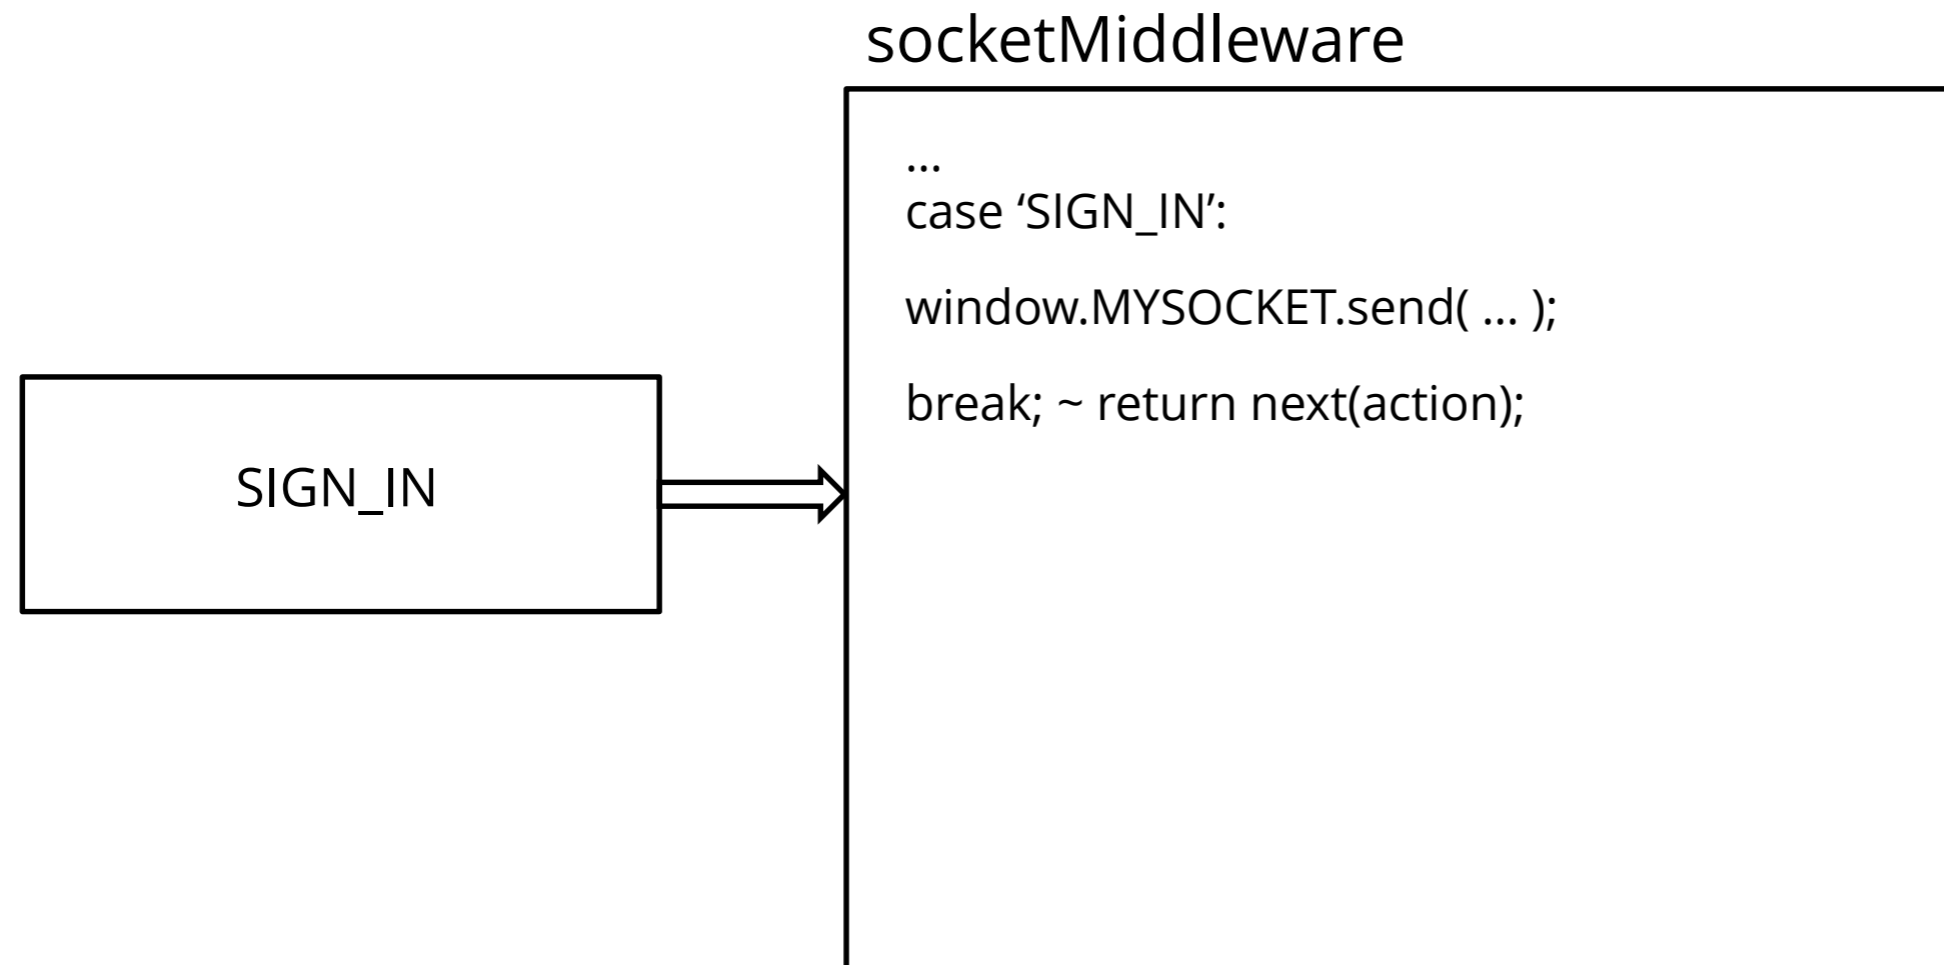 socketMiddleware
...
case ‘SIGN_IN’:
window.MYSOCKET.send( ... );
break; ~ return next(action);
SIGN_IN